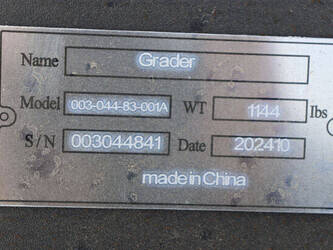 Name Grader
Model 003-044-83-001A WT 1144 lbs
S/N 003044841 Date 202410
made in China